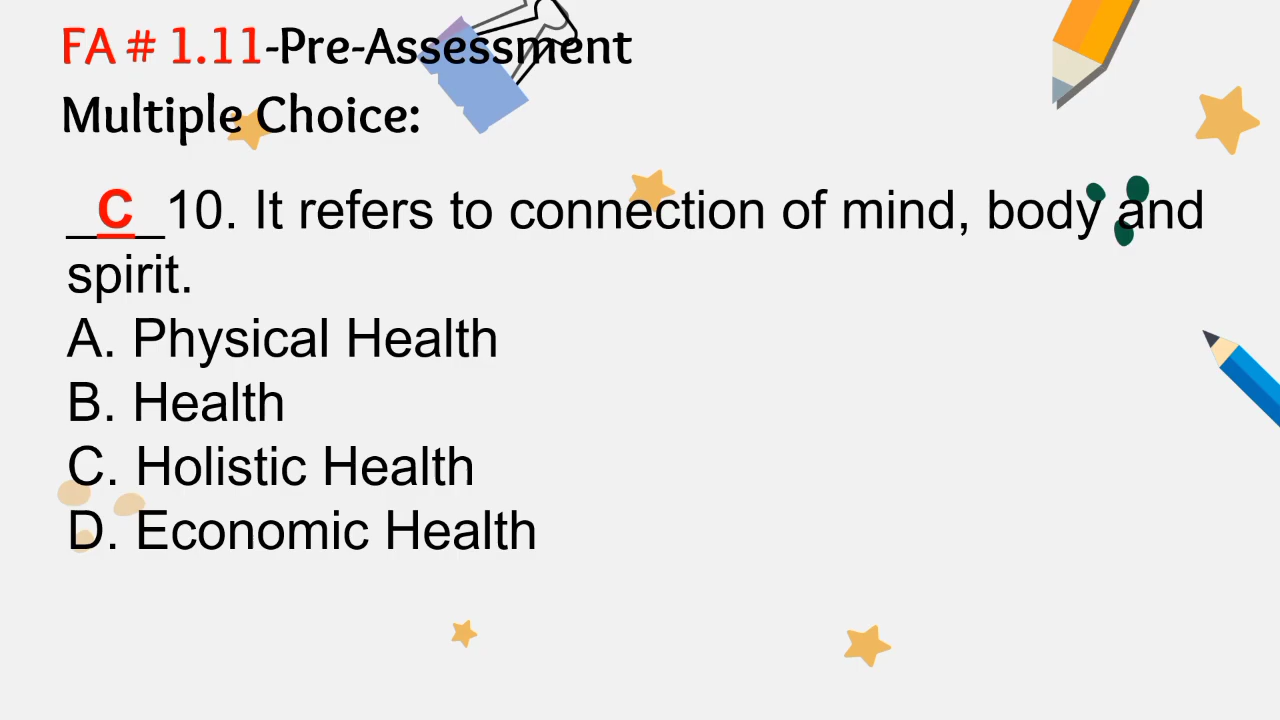 FA # 1.11-Pre-Assessment
Multiple Choice:
_C_10. It refers to connection of mind, body and
spirit.
A. Physical Health
B. Health
C. Holistic Health
D. Economic Health